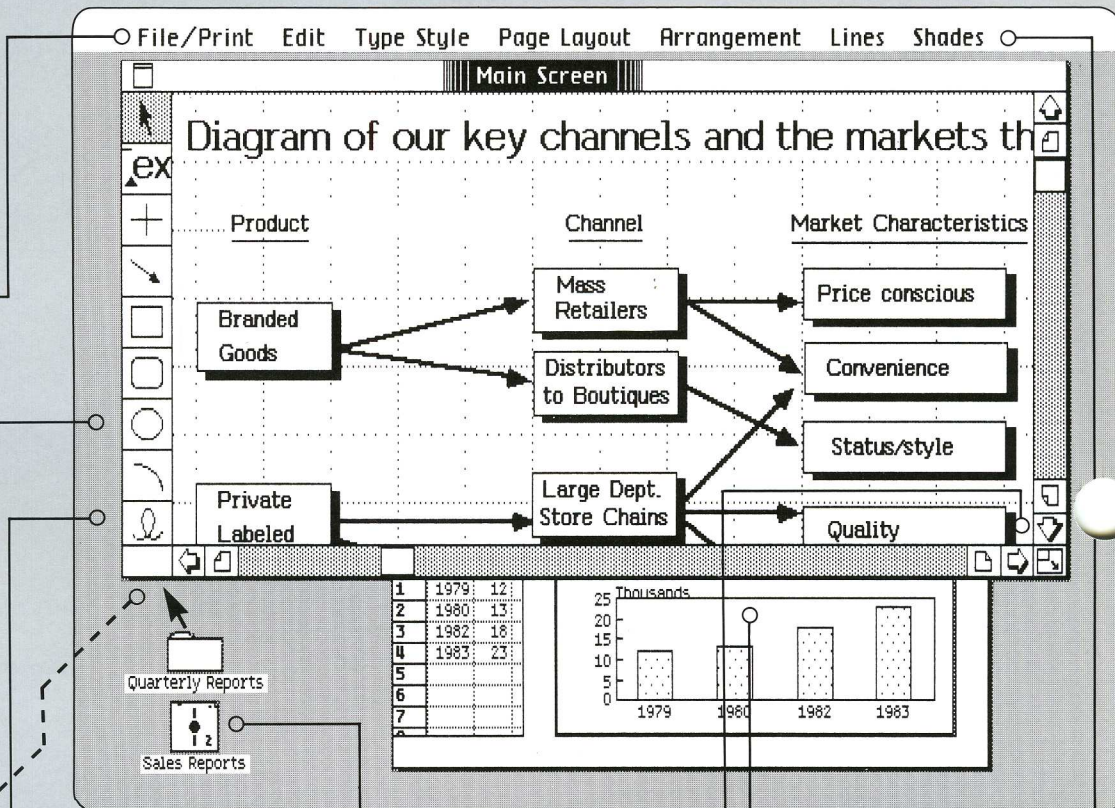 File/Print Edit Type Style Page Layout Arrangement Lines Shades
Main Screen
Diagram of our key channels and the markets th
ex
Product Channel Market Characteristics
Branded
Goods
Mass
Retailers
Distributors
to Boutiques
Price conscious
Convenience
Status/style
Private
Labeled
Large Dept.
Store Chains
Quality
1 1979 12
2 1980 13
3 1982 18
4 1983 23
5
6
7
Thousands
25
20
15
10
5
0
1979 1980 1982 1983
Quarterly Reports
2
Sales Reports